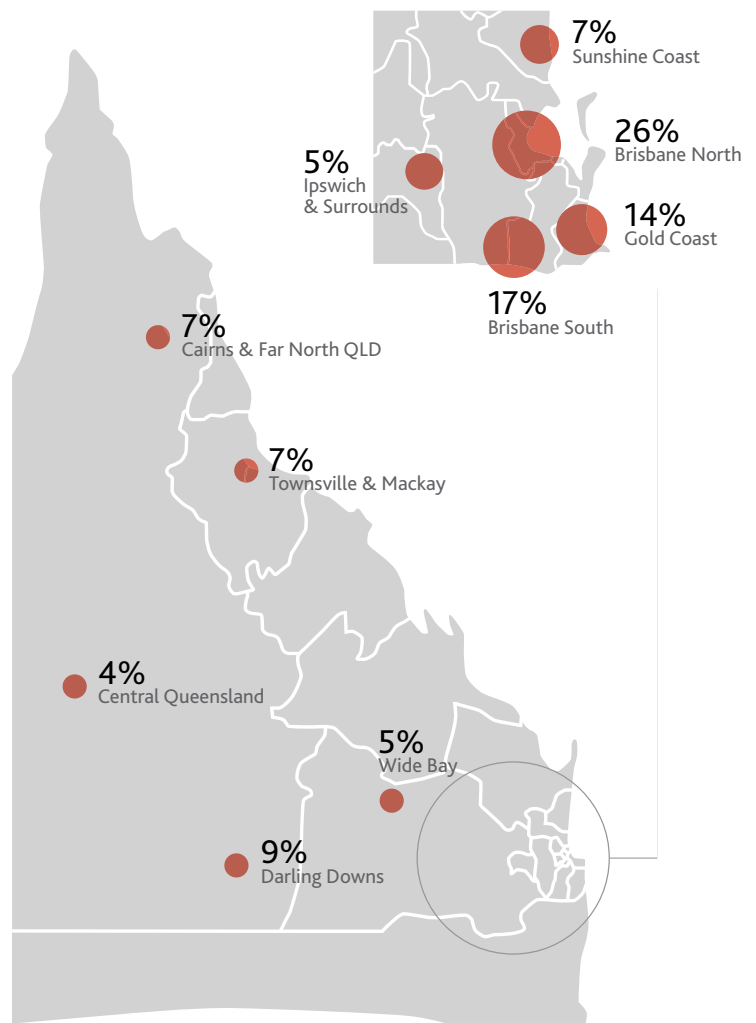 7%
Sunshine Coast
26%
Brisbane North
5%
Ipswich
& Surrounds
14%
Gold Coast
17%
Brisbane South
7%
Cairns & Far North QLD
7%
Townsville & Mackay
4%
Central Queensland
5%
Wide Bay
9%
Darling Downs